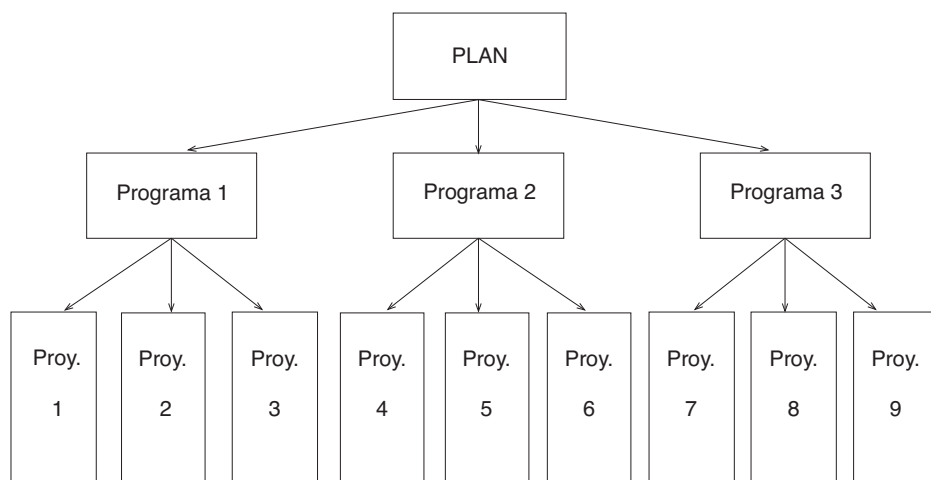 PLAN
Programa 1
Programa 2
Programa 3
Proy.
1
Proy.
2
Proy.
3
Proy.
4
Proy.
5
Proy.
6
Proy.
7
Proy.
8
Proy.
9